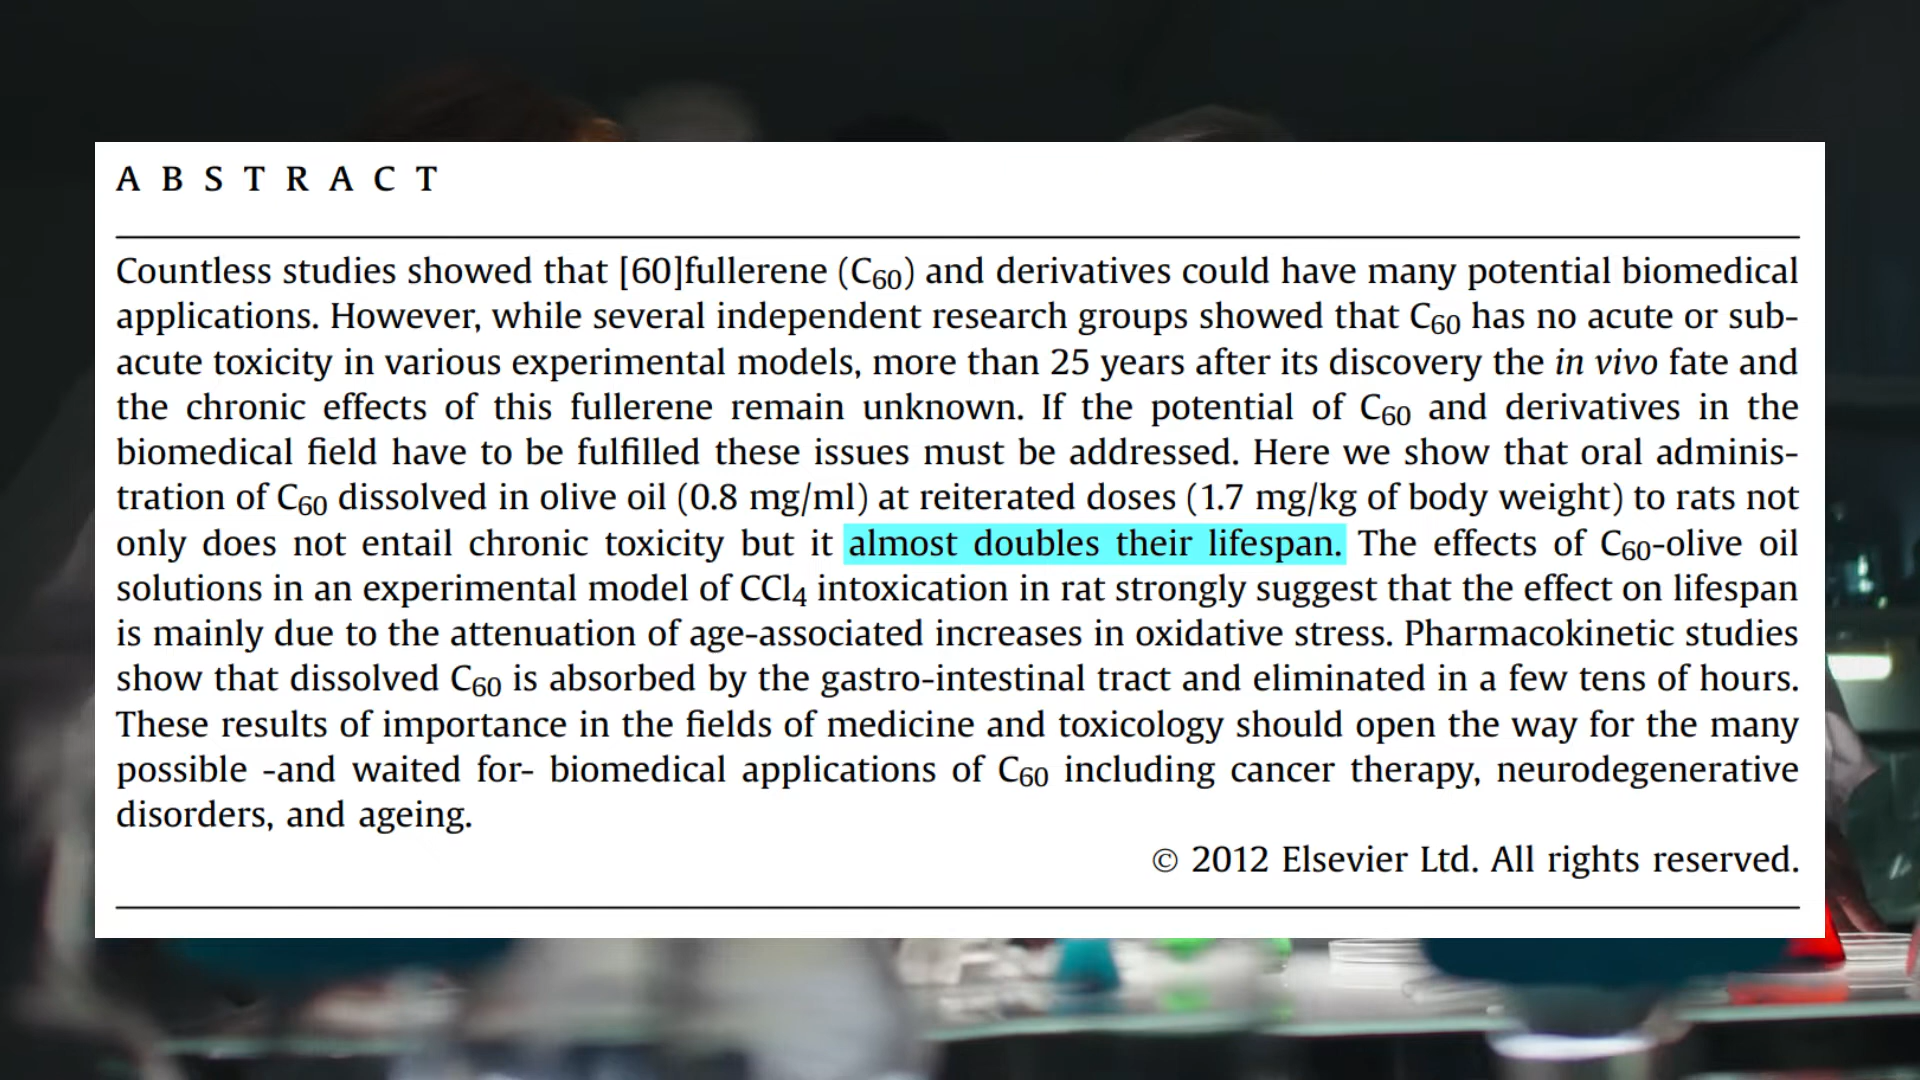 A B S T R A C T
Countless studies showed that [60]fullerene (C60) and derivatives could have many potential biomedical
applications. However, while several independent research groups showed that C60 has no acute or sub-
acute toxicity in various experimental models, more than 25 years after its discovery the in vivo fate and
the chronic effects of this fullerene remain unknown. If the potential of C60 and derivatives in the
biomedical field have to be fulfilled these issues must be addressed. Here we show that oral adminis-
tration of C60 dissolved in olive oil (0.8 mg/ml) at reiterated doses (1.7 mg/kg of body weight) to rats not
only does not entail chronic toxicity but it almost doubles their lifespan. The effects of C60-olive oil
solutions in an experimental model of CCl4 intoxication in rat strongly suggest that the effect on lifespan
is mainly due to the attenuation of age-associated increases in oxidative stress. Pharmacokinetic studies
show that dissolved C60 is absorbed by the gastro-intestinal tract and eliminated in a few tens of hours.
These results of importance in the fields of medicine and toxicology should open the way for the many
possible -and waited for- biomedical applications of C60 including cancer therapy, neurodegenerative
disorders, and ageing.
© 2012 Elsevier Ltd. All rights reserved.